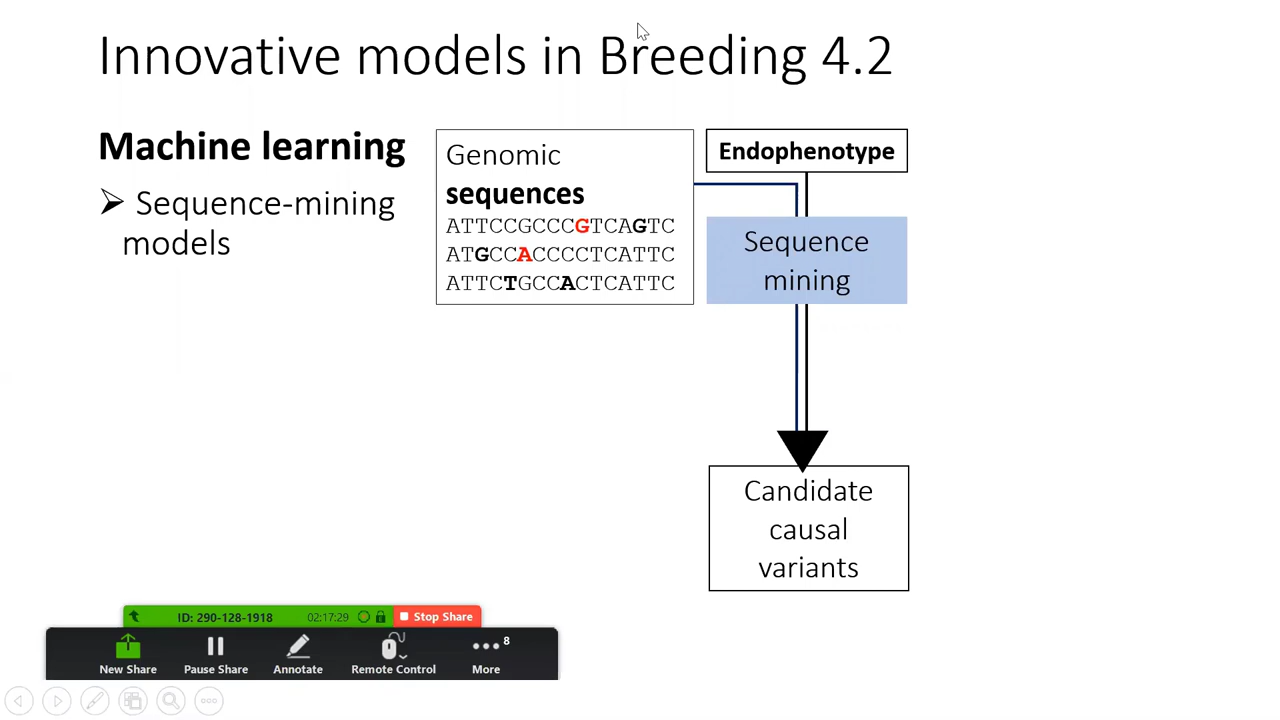 Innovative models in Breeding 4.2
Machine learning
Sequence-mining
models
Genomic
sequences
ATTCCGCCCGTCAGTC
ATGCCACCCCTCATTC
ATTCTGCCACTCATTC
Endophenotype
Sequence
mining
Candidate
causal
variants
ID: 290-128-1918
02:17:29
Stop Share
New Share
Pause Share
Annotate
Remote Control
More
8